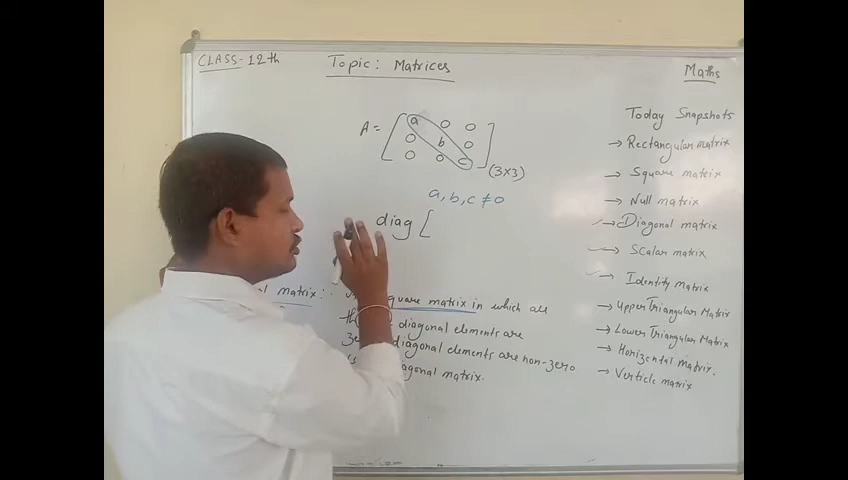 CLASS-12th
Topic: Matrices
Maths
A = [ a 0 0
0 b 0
0 0 c ] (3×3)
a, b, c ≠ 0
diag [
matrix: square matrix in which all
diagonal elements are
diagonal elements are non-zero
diagonal matrix.
Today Snapshots
→ Rectangular matrix
→ Square matrix
→ Null matrix
→ Diagonal matrix
→ Scalar matrix
→ Identity matrix
→ Upper Triangular Matrix
→ Lower Triangular Matrix
→ Horizental matrix.
→ Verticle matrix